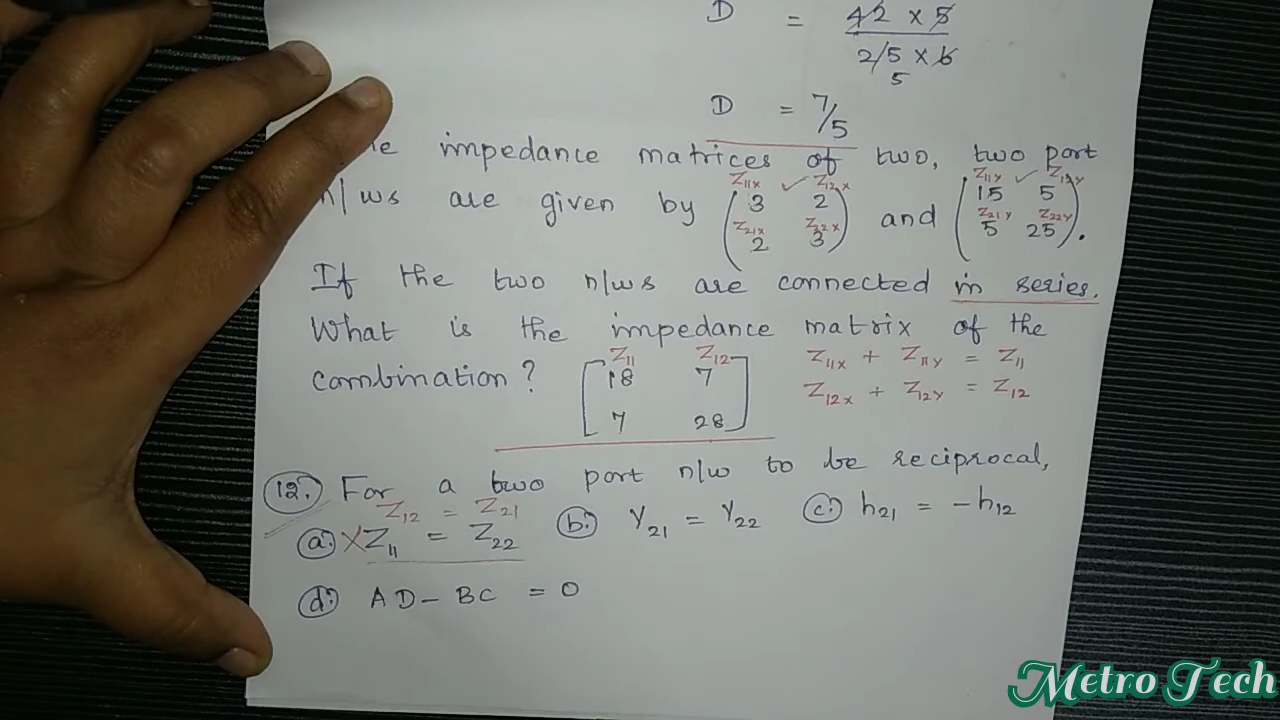 D = 42 × 5
2/5 × 6
5
D = 7/5
impedance matrices of two, two port
Z11x Z12x Z11Y Z12Y
n/ws are given by 3 2 and 15 5
Z21x Z22x Z21Y Z22Y
2 3 5 25 .
If the two n/ws are connected in series.
What is the impedance matrix of the
Z11 Z12 Z11x + Z11Y = Z11
combination? 18 7
Z12x + Z12Y = Z12
7 28
12. For a two port n/w to be reciprocal,
Z12 = Z21
a. X Z11 = Z22 b. Y21 = Y22 c. h21 = -h12
d. AD - BC = 0
Metro Tech